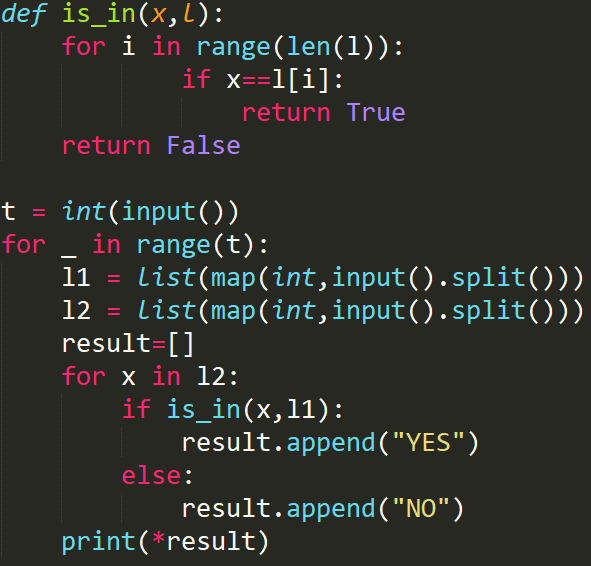 def is_in(x,l):
    for i in range(len(l)):
            if x==l[i]:
                return True
    return False

t = int(input())
for _ in range(t):
    l1 = list(map(int,input().split()))
    l2 = list(map(int,input().split()))
    result=[]
    for x in l2:
        if is_in(x,l1):
            result.append("YES")
        else:
            result.append("NO")
    print(*result)